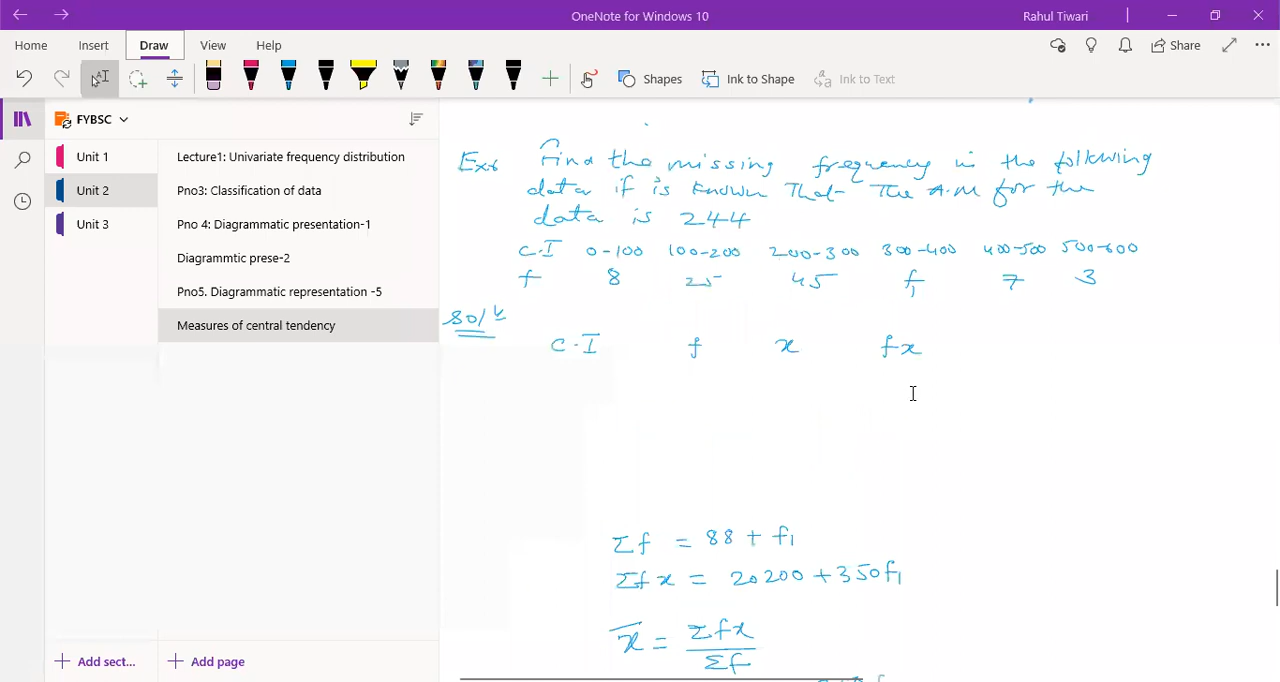 OneNote for Windows 10
Rahul Tiwari
Home Insert Draw View Help
Share
Shapes Ink to Shape Ink to Text
FYBSC
Unit 1
Unit 2
Unit 3
Lecture1: Univariate frequency distribution
Pno3: Classification of data
Pno 4: Diagrammatic presentation-1
Diagrammtic prese-2
Pno5. Diagrammatic representation -5
Measures of central tendency
Add sect...
Add page
Ex6 Find the missing frequency in the following
data if is known That The A.M for the
data is 244
C.I 0-100 100-200 200-300 300-400 400-500 500-600
f 8 25 45 f₁ 7 3
Solⁿ
C.I f x fx
Σf = 88 + f₁
Σfx = 20200 + 350f₁
x̄ = Σfx / Σf